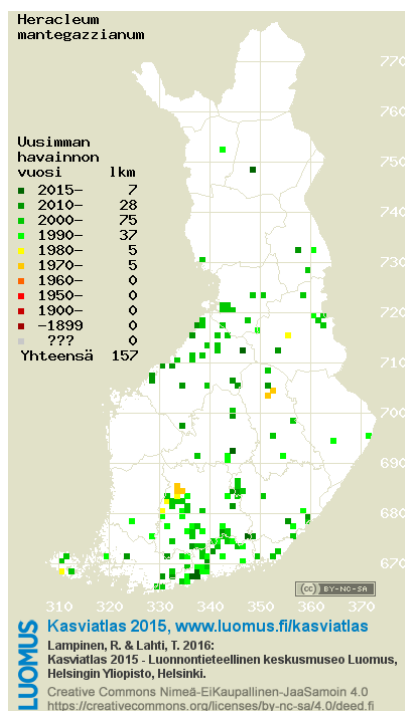 Heracleum
mantegazzianum
770
760
Uusimman
havainnon
vuosi lkm
750
2015– 7
2010– 28
2000– 75
1990– 37
1980– 5
1970– 5
1960– 0
1950– 0
1900– 0
–1899 0
??? 0
Yhteensä 157
740
730
720
710
700
690
680
670
(cc) BY-NC-SA
310 320 330 340 350 360 370
LUOMUS
Kasviatlas 2015, www.luomus.fi/kasviatlas
Lampinen, R. & Lahti, T. 2016:
Kasviatlas 2015 - Luonnontieteellinen keskusmuseo Luomus,
Helsingin Yliopisto, Helsinki.
Creative Commons Nimeä-EiKaupallinen-JaaSamoin 4.0
https://creativecommons.org/licenses/by-nc-sa/4.0/deed.fi